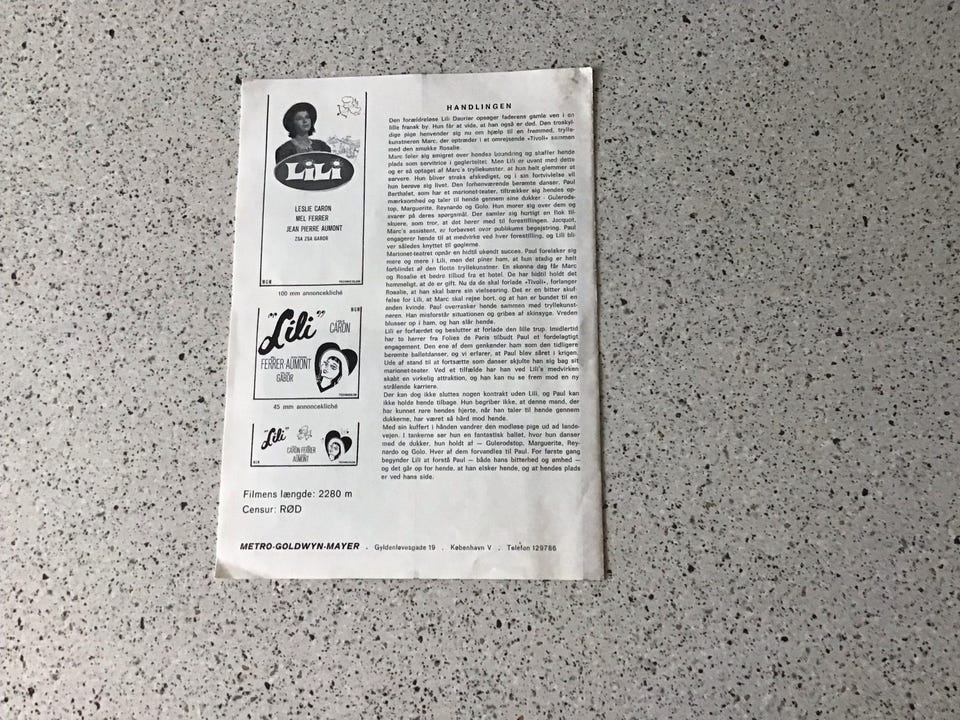 LiLi
LESLIE CARON
MEL FERRER
JEAN PIERRE AUMONT
ZSA ZSA GABOR
MGM
TECHNICOLOR
100 mm annoncekliché
MGM
"Lili"
CARON
FERRER AUMONT
GABOR
TECHNICOLOR
45 mm annoncekliché
Lili"
CARON FERRER
AUMONT
MGM
TECHNICOLOR
Filmens længde: 2280 m
Censur: RØD
HANDLINGEN
Den forældreløse Lili Daurier opsøger faderens gamle ven i en
lille fransk by. Hun får at vide, at han også er død. Den troskyl-
dige pige henvender sig nu om hjælp til en fremmed, trylle-
kunstneren Marc, der optræder i et omrejsende »Tivoli« sammen
med den smukke Rosalie.
Marc føler sig smigret over hendes beundring og skaffer hende
plads som servitrice i gøglerteltet. Men Lili er uvant med dette
og er så optaget af Marc's tryllekunster, at hun helt glemmer at
servere. Hun bliver straks afskediget, og i sin fortvivlelse vil
hun berøve sig livet. Den forhenværende berømte danser, Paul
Berthalet, som har et marionet-teater, tiltrækker sig hendes op-
mærksomhed og taler til hende gennem sine dukker - Gulerods-
top, Marguerite, Reynardo og Golo. Hun morer sig over dem og
svarer på deres spørgsmål. Der samler sig hurtigt en flok til-
skuere, som tror, at det hører med til forestillingen. Jacquot,
Marc's assistent, er forbavset over publikums begejstring. Paul
engagerer hende til at medvirke ved hver forestilling, og Lili bli-
ver således knyttet til gøglerne.
Marionet-teatret opnår en hidtil ukendt succes. Paul forelsker sig
mere og mere i Lili, men det piner ham, at hun stadig er helt
forblindet af den flotte tryllekunstner. En skønne dag får Marc
og Rosalie et bedre tilbud fra et hotel. De har hidtil holdt det
hemmeligt, at de er gift. Nu da de skal forlade »Tivoli«, forlanger
Rosalie, at han skal bære sin vielsesring. Det er en bitter skuf-
felse for Lili, at Marc skal rejse bort, og at han er bundet til en
anden kvinde. Paul overrasker hende sammen med tryllekunst-
neren. Han misforstår situationen og gribes af skinsyge. Vreden
blusser op i ham, og han slår hende.
Lili er forfærdet og beslutter at forlade den lille trup. Imidlertid
har to herrer fra Folies de Paris tilbudt Paul et fordelagtigt
engagement. Den ene af dem genkender ham som den tidligere
berømte balletdanser, og vi erfarer, at Paul blev såret i krigen.
Ude af stand til at fortsætte som danser skjulte han sig bag sit
marionet-teater. Ved et tilfælde har han ved Lili's medvirken
skabt en virkelig attraktion, og han kan nu se frem mod en ny
strålende karriere.
Der kan dog ikke sluttes nogen kontrakt uden Lili, og Paul kan
ikke holde hende tilbage. Hun begriber ikke, at denne mand, der
har kunnet røre hendes hjerte, når han taler til hende gennem
dukkerne, har været så hård mod hende.
Med sin kuffert i hånden vandrer den modløse pige ud ad lande-
vejen. I tankerne ser hun en fantastisk ballet, hvor hun danser
med de dukker, hun holdt af — Gulerodstop, Marguerite, Rey-
nardo og Golo. Hver af dem forvandles til Paul. For første gang
begynder Lili at forstå Paul — både hans bitterhed og ømhed —
og det går op for hende, at han elsker hende, og at hendes plads
er ved hans side.
METRO-GOLDWYN-MAYER . Gyldenløvesgade 19 . København V . Telefon 129786